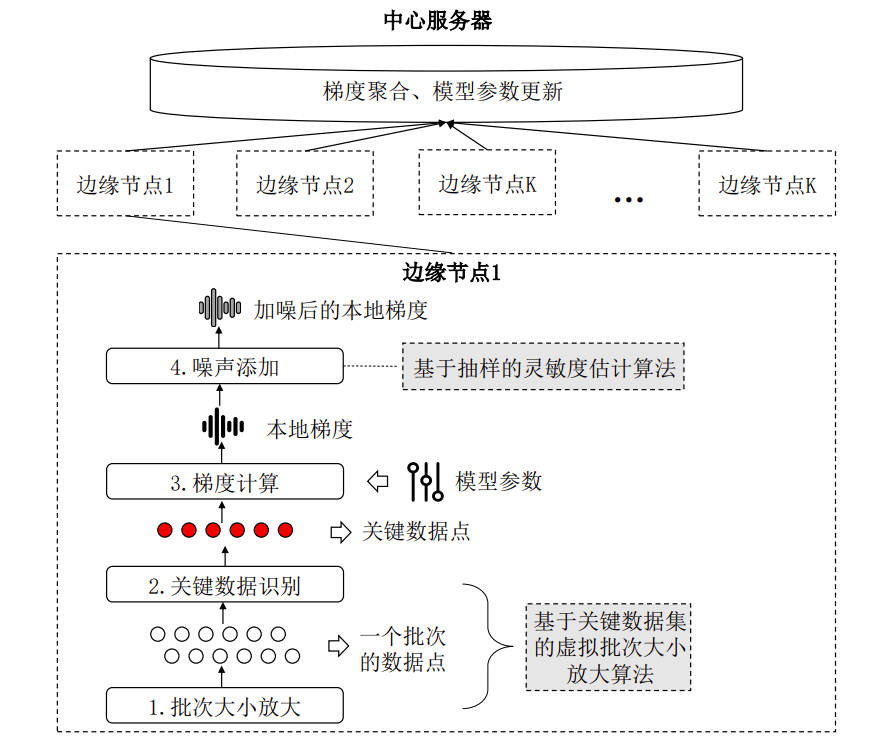 中心服务器
梯度聚合、模型参数更新
边缘节点1
边缘节点2
边缘节点K
...
边缘节点K
边缘节点1
加噪后的本地梯度
4.噪声添加
基于抽样的灵敏度估计算法
本地梯度
3.梯度计算
模型参数
关键数据点
2.关键数据识别
一个批次
的数据点
基于关键数据集
的虚拟批次大小
放大算法
1.批次大小放大